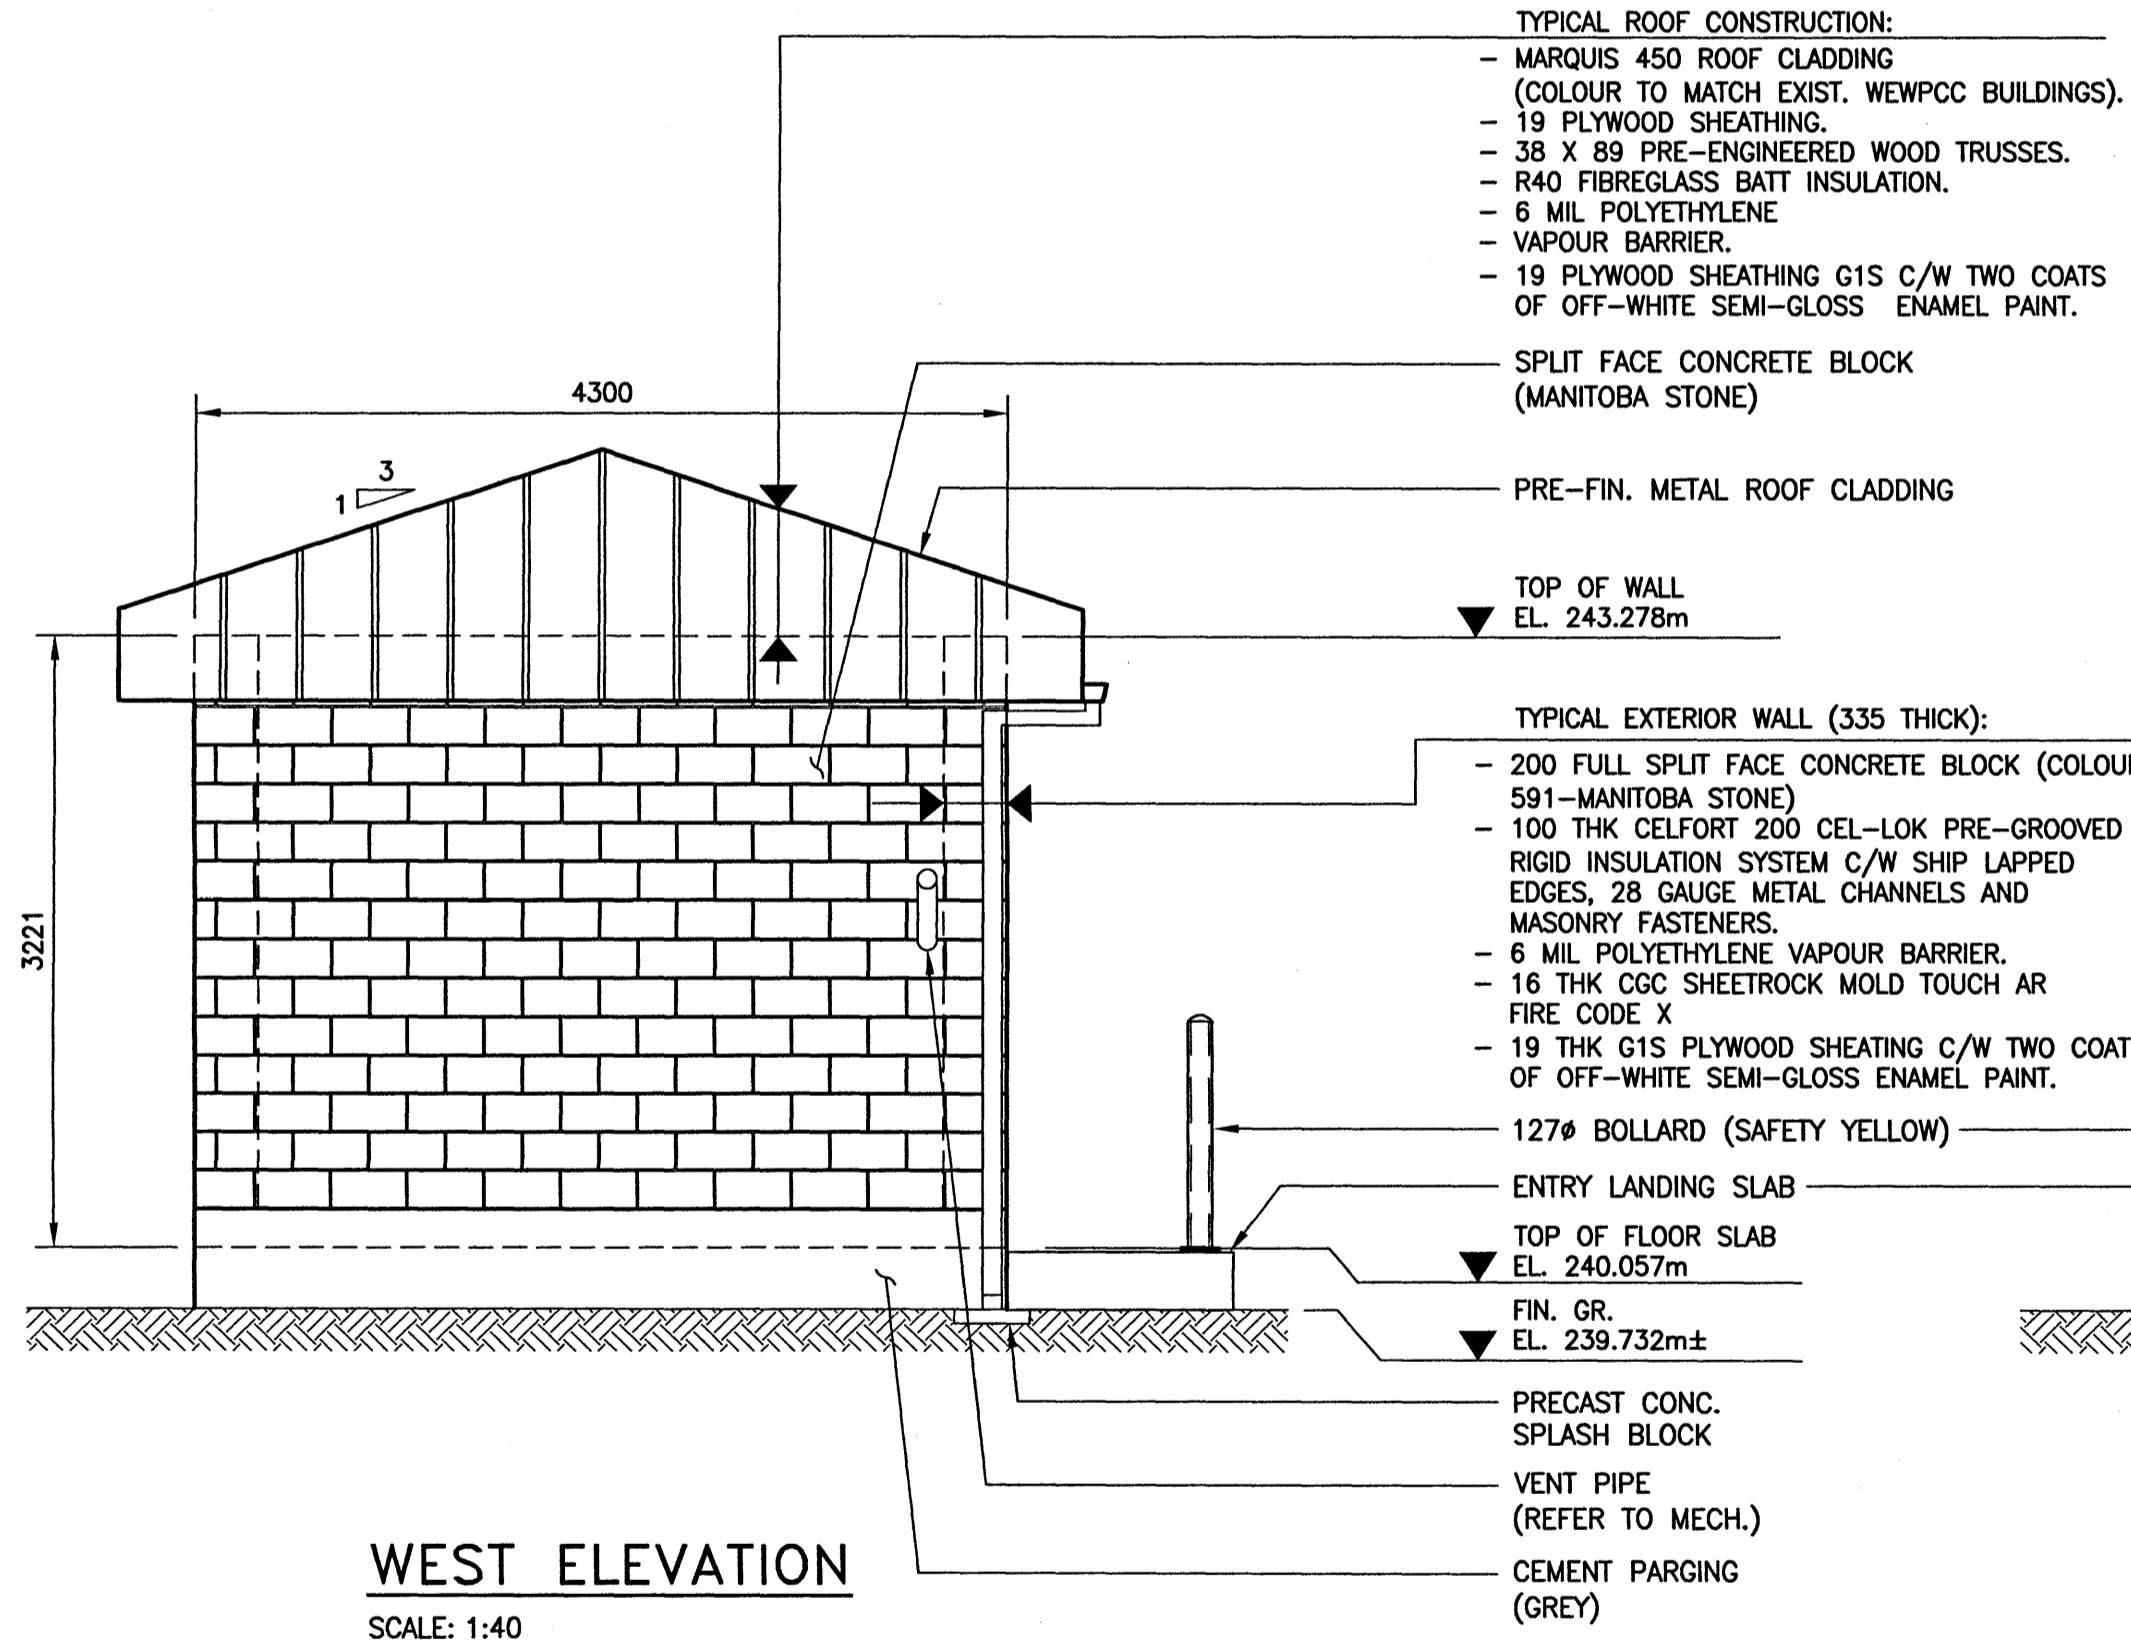 TYPICAL ROOF CONSTRUCTION:
– MARQUIS 450 ROOF CLADDING
(COLOUR TO MATCH EXIST. WEWPCC BUILDINGS).
– 19 PLYWOOD SHEATHING.
– 38 X 89 PRE–ENGINEERED WOOD TRUSSES.
– R40 FIBREGLASS BATT INSULATION.
– 6 MIL POLYETHYLENE
– VAPOUR BARRIER.
– 19 PLYWOOD SHEATHING G1S C/W TWO COATS
OF OFF–WHITE SEMI–GLOSS ENAMEL PAINT.
SPLIT FACE CONCRETE BLOCK
(MANITOBA STONE)
4300
3
1
PRE–FIN. METAL ROOF CLADDING
TOP OF WALL
EL. 243.278m
TYPICAL EXTERIOR WALL (335 THICK):
– 200 FULL SPLIT FACE CONCRETE BLOCK (COLOU
591–MANITOBA STONE)
– 100 THK CELFORT 200 CEL–LOK PRE–GROOVED
RIGID INSULATION SYSTEM C/W SHIP LAPPED
EDGES, 28 GAUGE METAL CHANNELS AND
MASONRY FASTENERS.
– 6 MIL POLYETHYLENE VAPOUR BARRIER.
– 16 THK CGC SHEETROCK MOLD TOUCH AR
FIRE CODE X
– 19 THK G1S PLYWOOD SHEATING C/W TWO COAT
OF OFF–WHITE SEMI–GLOSS ENAMEL PAINT.
3221
127ø BOLLARD (SAFETY YELLOW)
ENTRY LANDING SLAB
TOP OF FLOOR SLAB
EL. 240.057m
FIN. GR.
EL. 239.732m±
PRECAST CONC.
SPLASH BLOCK
VENT PIPE
(REFER TO MECH.)
CEMENT PARGING
(GREY)
WEST ELEVATION
SCALE: 1:40